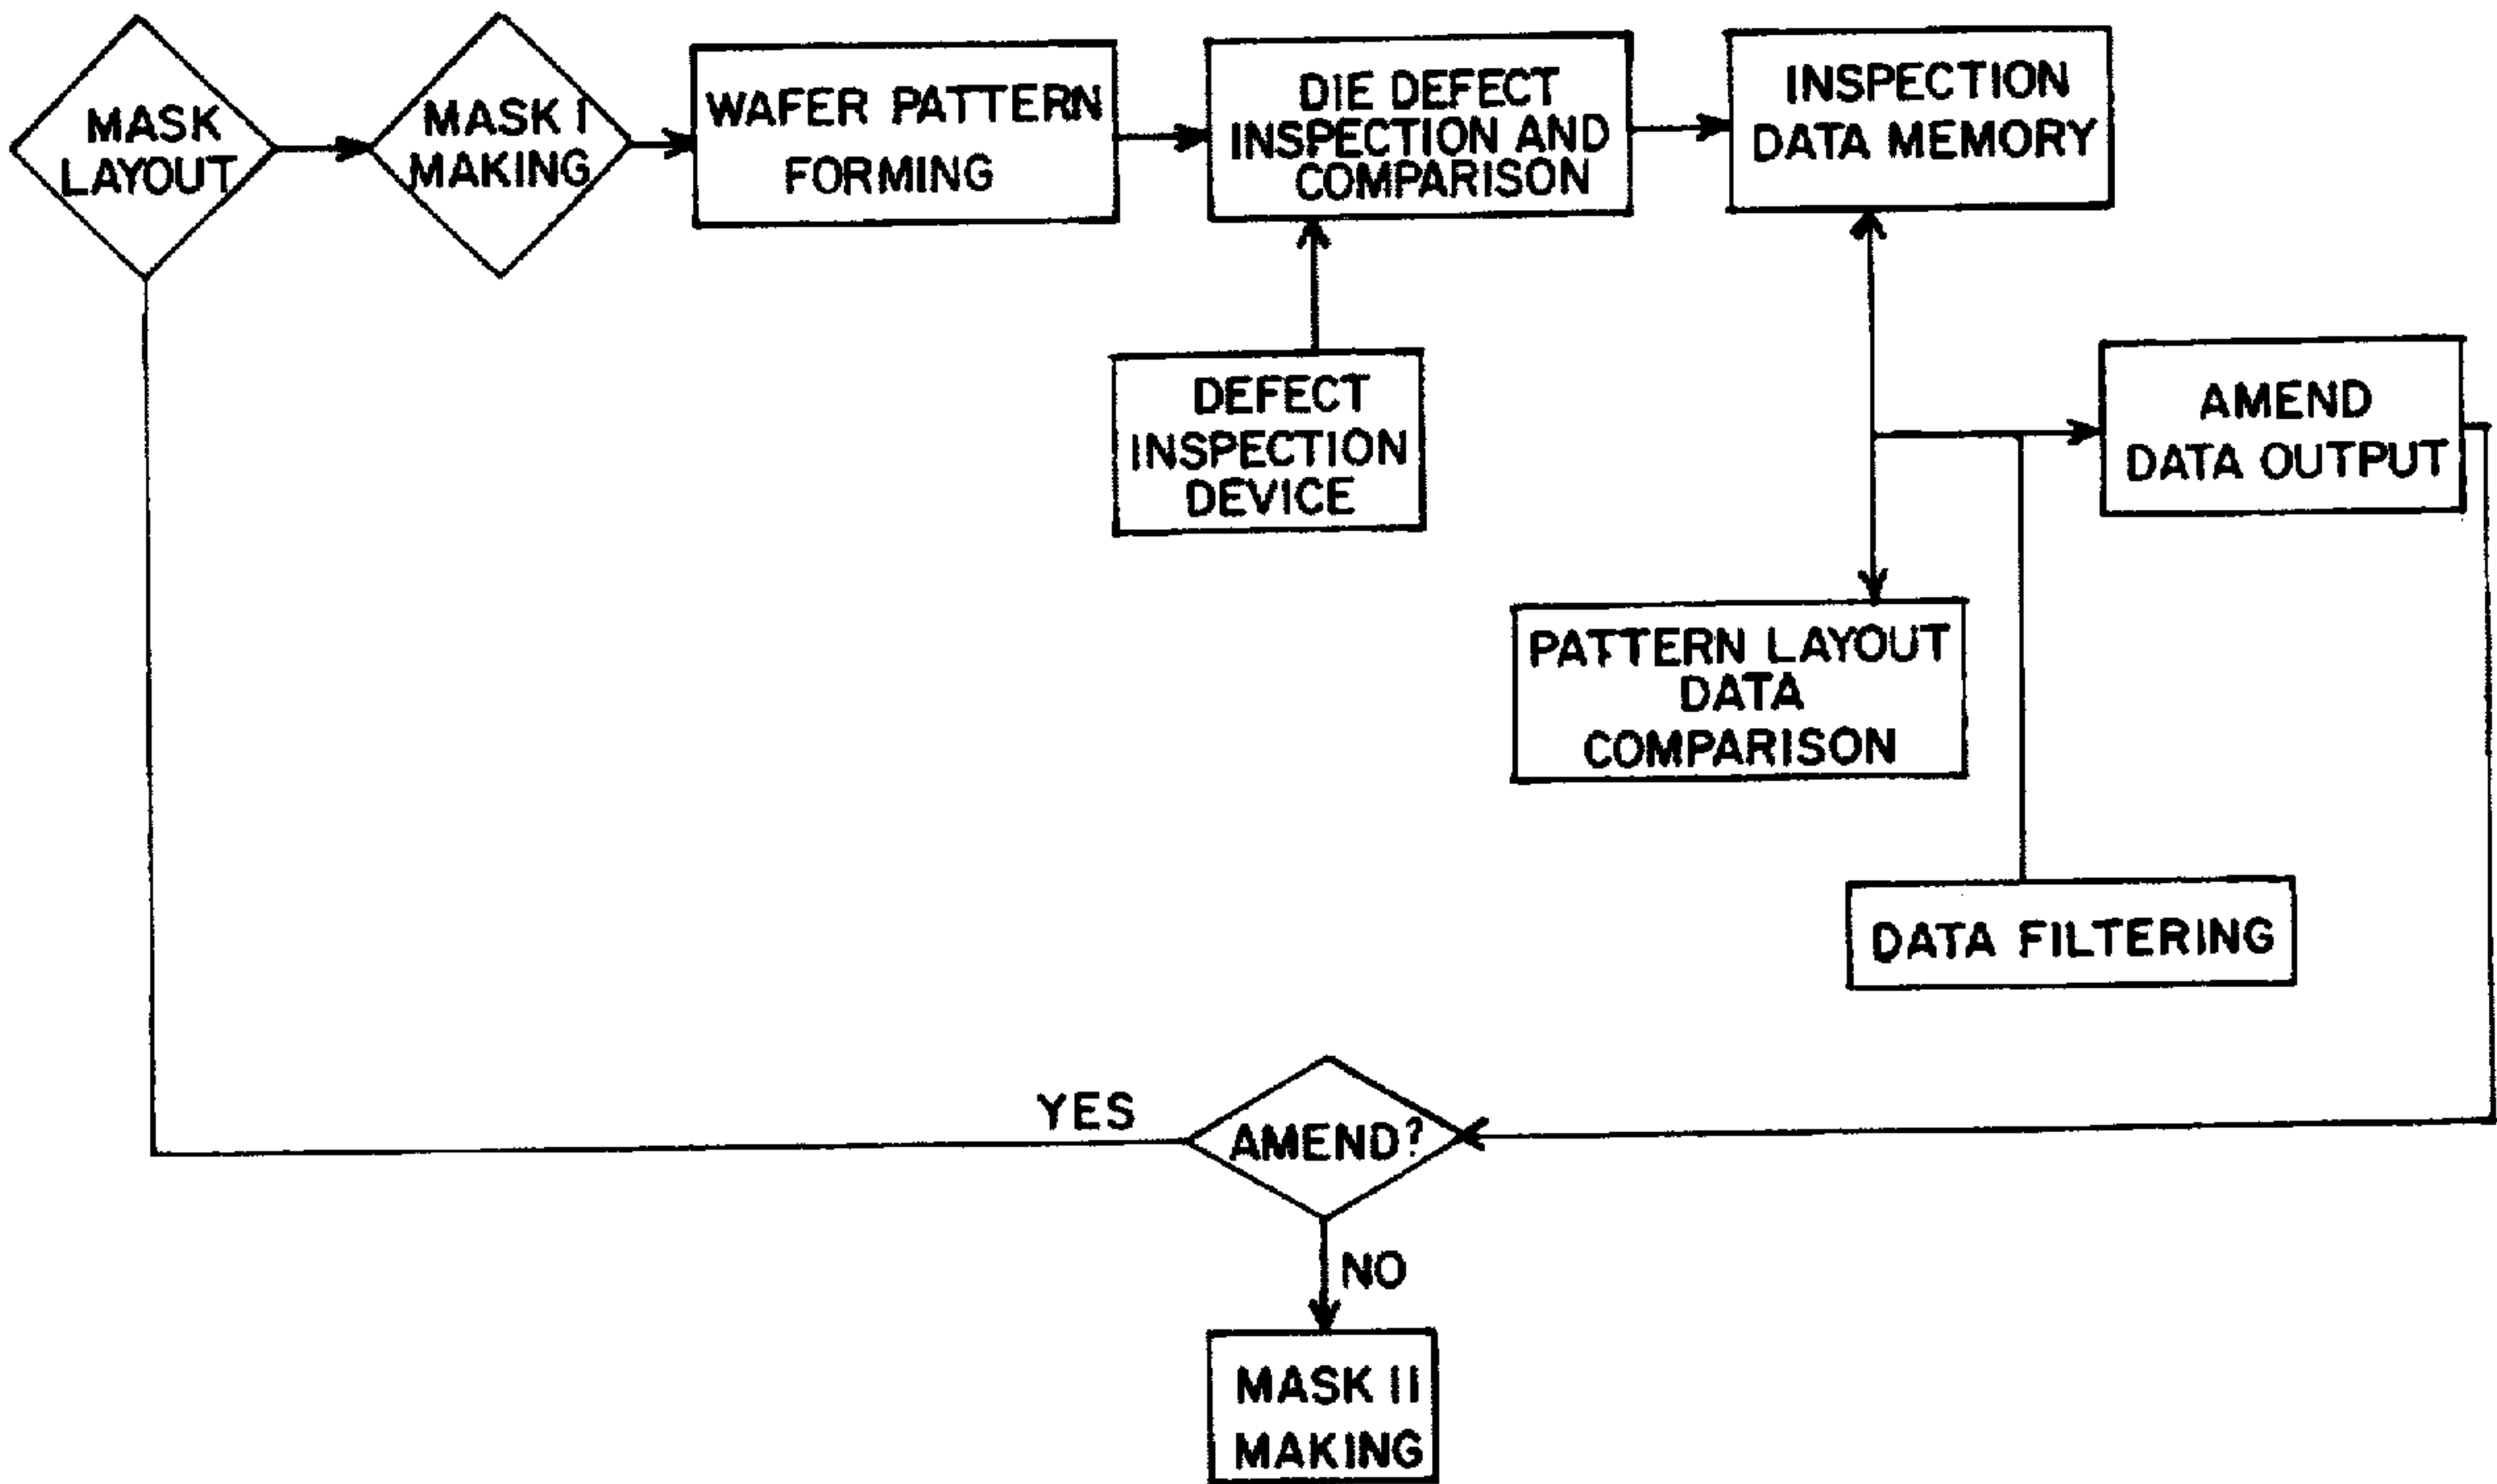 MASK
LAYOUT
MASK I
MAKING
WAFER PATTERN
FORMING
DIE DEFECT
INSPECTION AND
COMPARISON
INSPECTION
DATA MEMORY
DEFECT
INSPECTION
DEVICE
AMEND
DATA OUTPUT
PATTERN LAYOUT
DATA
COMPARISON
DATA FILTERING
YES
AMEND?
NO
MASK II
MAKING